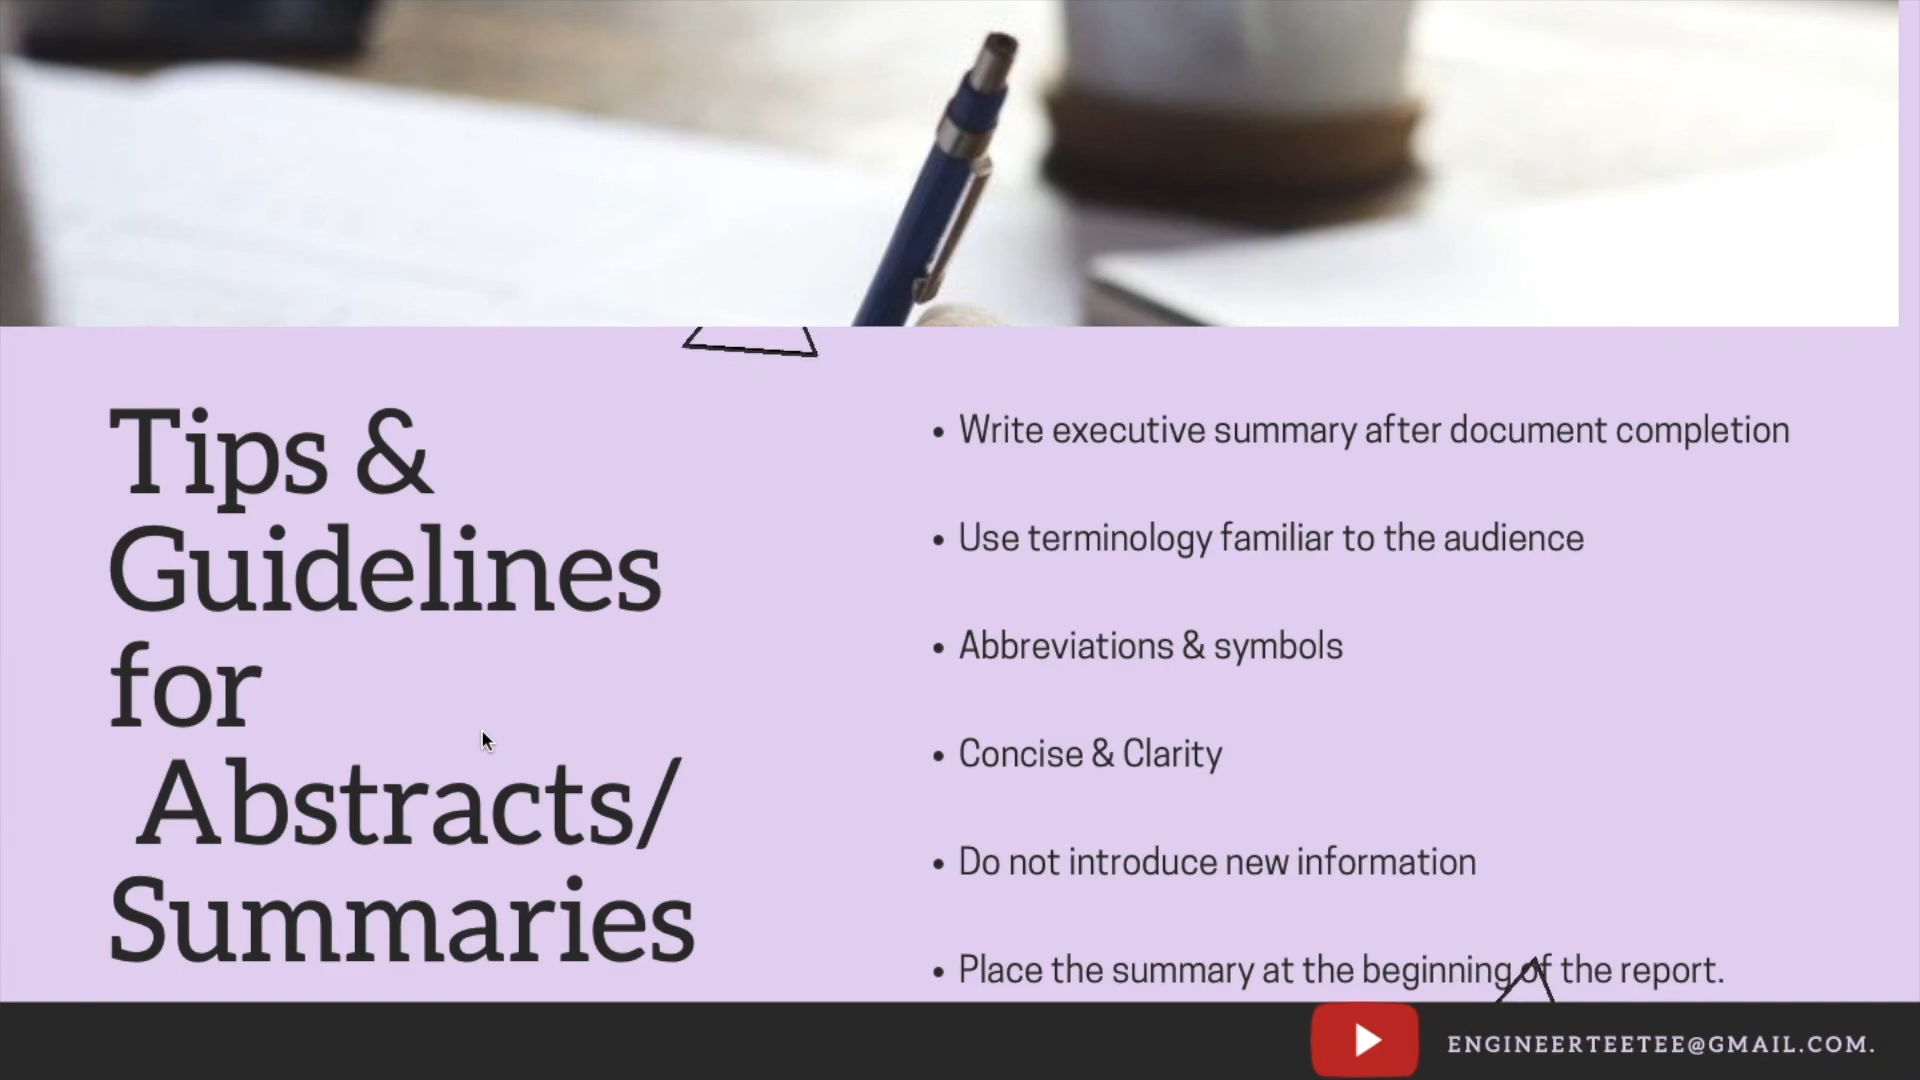 Tips &
Guidelines
for
Abstracts/
Summaries
• Write executive summary after document completion
• Use terminology familiar to the audience
• Abbreviations & symbols
• Concise & Clarity
• Do not introduce new information
• Place the summary at the beginning of the report.
ENGINEERTEETEE@GMAIL.COM.